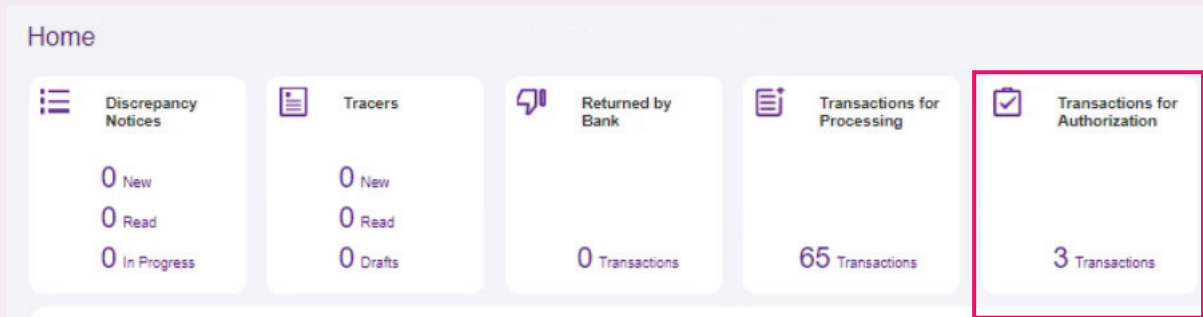 Home
Discrepancy
Notices
0 New
0 Read
0 In Progress
Tracers
0 New
0 Read
0 Drafts
Returned by
Bank
0 Transactions
Transactions for
Processing
65 Transactions
Transactions for
Authorization
3 Transactions